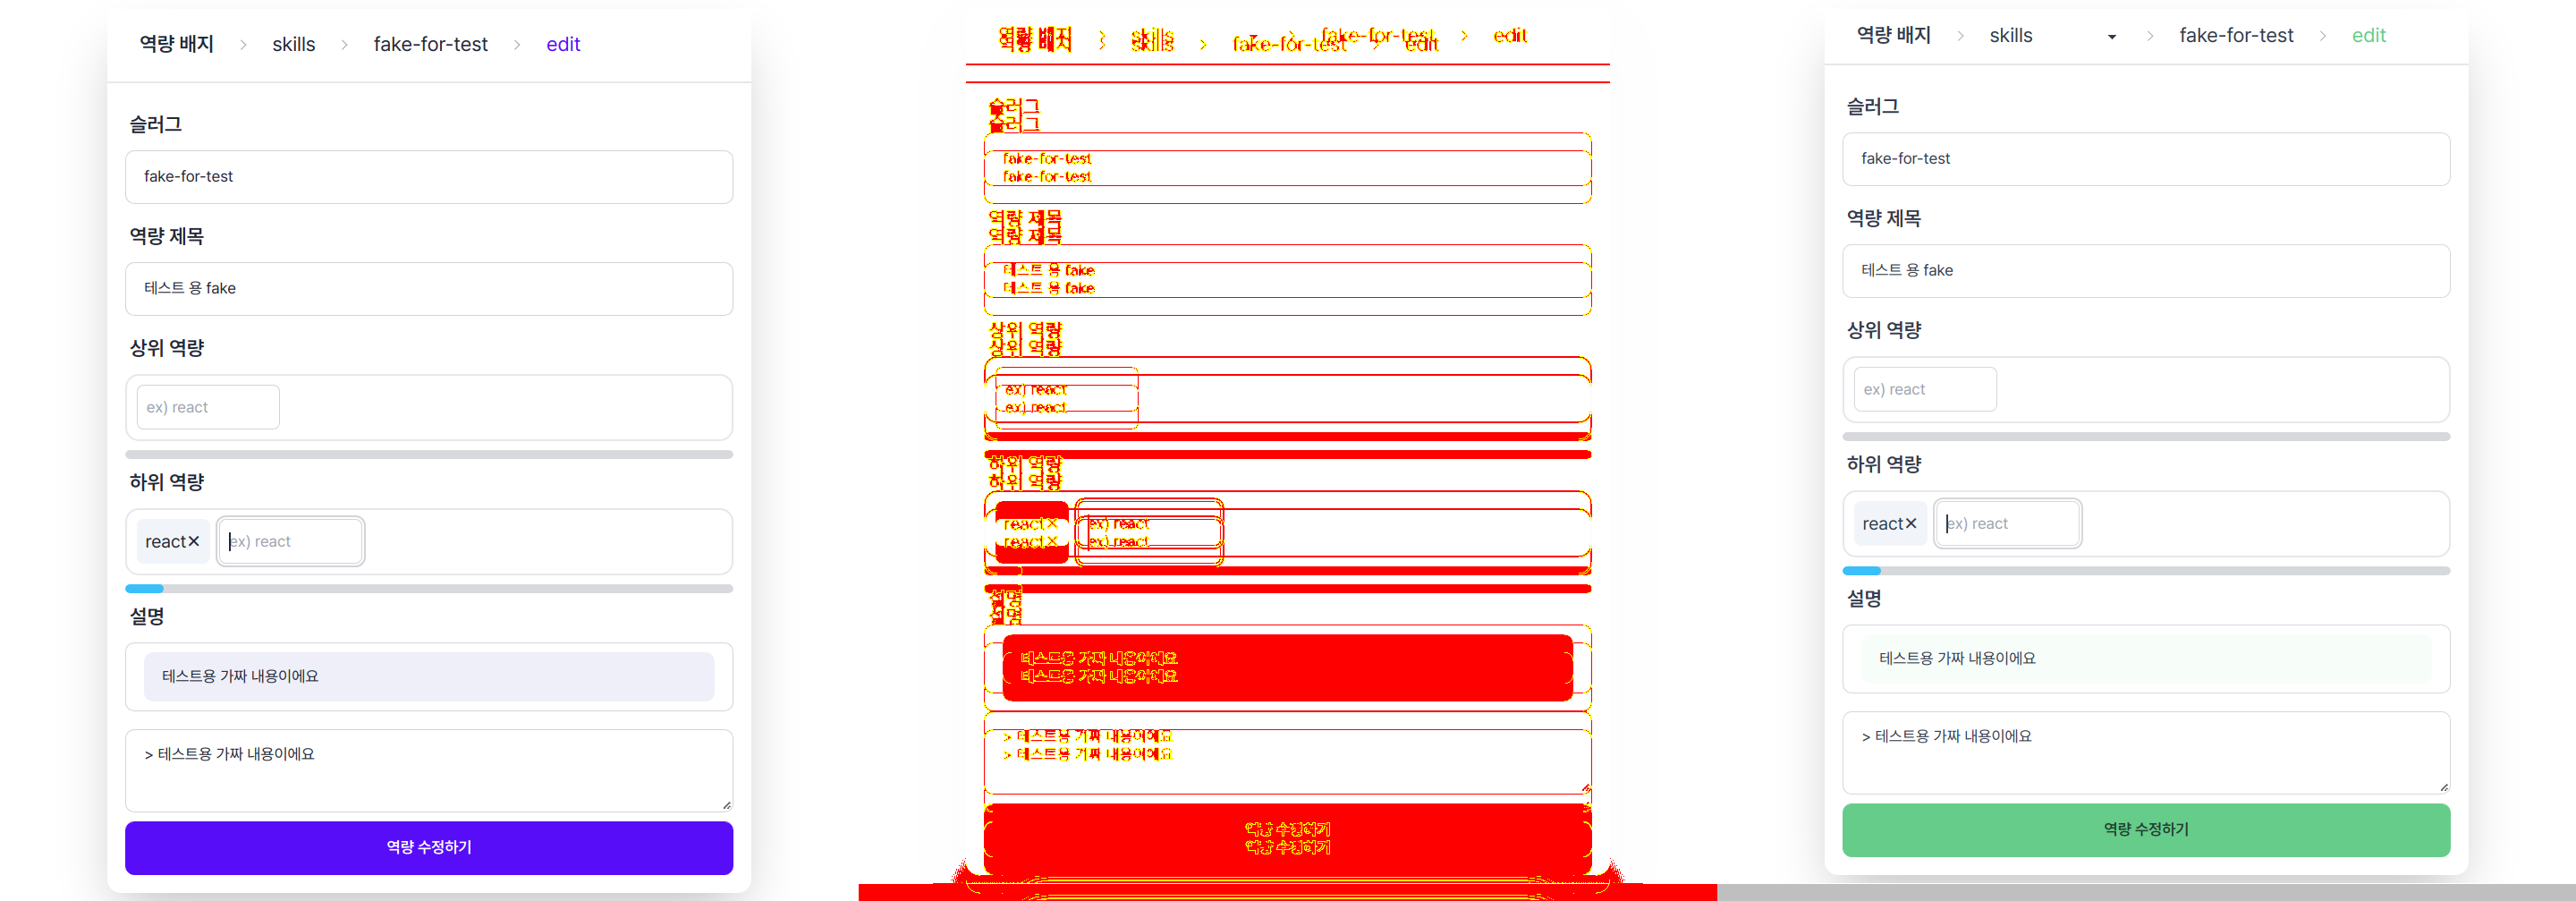 역량 배지 > skills > fake-for-test > edit
슬러그
fake-for-test
역량 제목
테스트 용 fake
상위 역량
ex) react
하위 역량
react× ex) react
설명
테스트용 가짜 내용이에요
> 테스트용 가짜 내용이에요
역량 수정하기
역량 배지 > skills > fake-for-test > edit
역량 배지 > skills > fake-for-test > edit
슬러그
슬러그
fake-for-test
fake-for-test
역량 제목
역량 제목
테스트 용 fake
테스트 용 fake
상위 역량
상위 역량
ex) react
ex) react
하위 역량
하위 역량
react× ex) react
react× ex) react
설명
설명
테스트용 가짜 내용이에요
테스트용 가짜 내용이에요
> 테스트용 가짜 내용이에요
> 테스트용 가짜 내용이에요
역량 수정하기
역량 수정하기
역량 배지 > skills > fake-for-test > edit
슬러그
fake-for-test
역량 제목
테스트 용 fake
상위 역량
ex) react
하위 역량
react× ex) react
설명
테스트용 가짜 내용이에요
> 테스트용 가짜 내용이에요
역량 수정하기